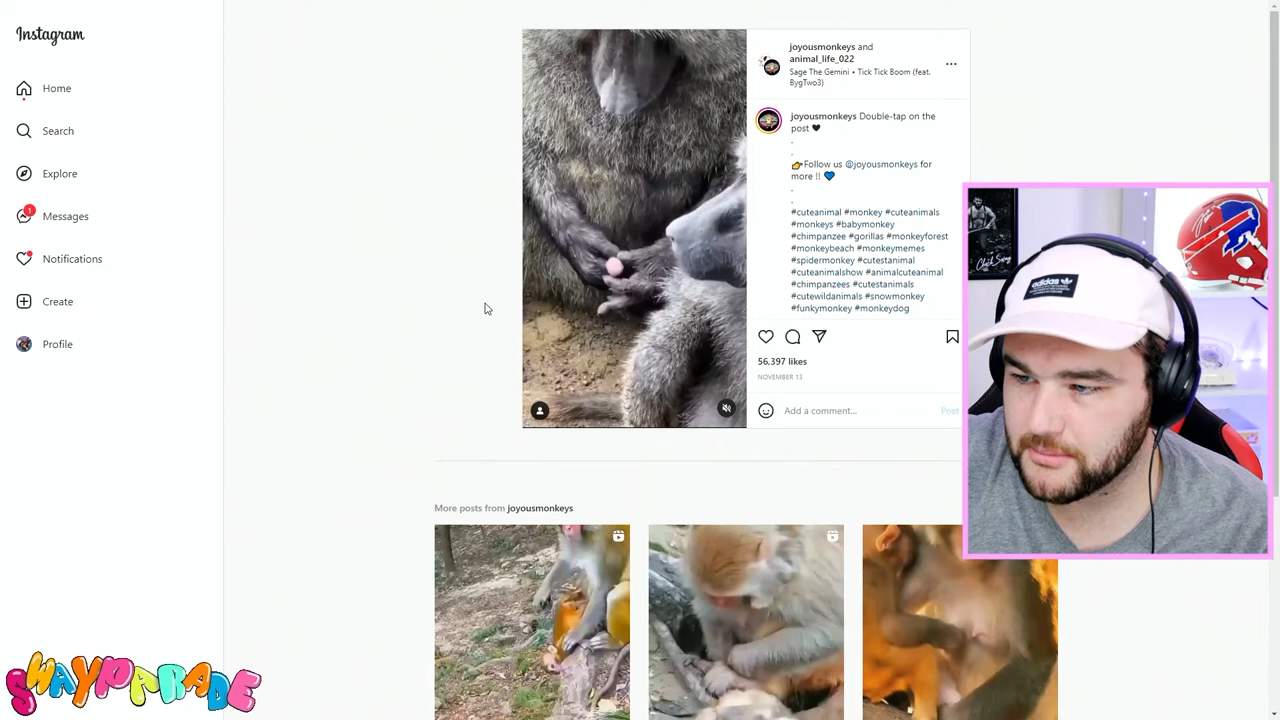 Instagram
Home
Search
Explore
1
Messages
Notifications
Create
Profile
joyousmonkeys and
animal_life_022
Sage The Gemini • Tick Tick Boom (feat.
BygTwo3)
joyousmonkeys Double-tap on the
post 🖤
.
.
👉Follow us @joyousmonkeys for
more !! 💙
.
.
#cuteanimal #monkey #cuteanimals
#monkeys #babymonkey
#chimpanzee #gorillas #monkeyforest
#monkeybeach #monkeymemes
#spidermonkey #cutestanimal
#cuteanimalshow #animalcuteanimal
#chimpanzees #cutestanimals
#cutewildanimals #snowmonkey
#funkymonkey #monkeydog
56,397 likes
NOVEMBER 13
Add a comment...
Post
More posts from joyousmonkeys
adidas
SWAYPARADE